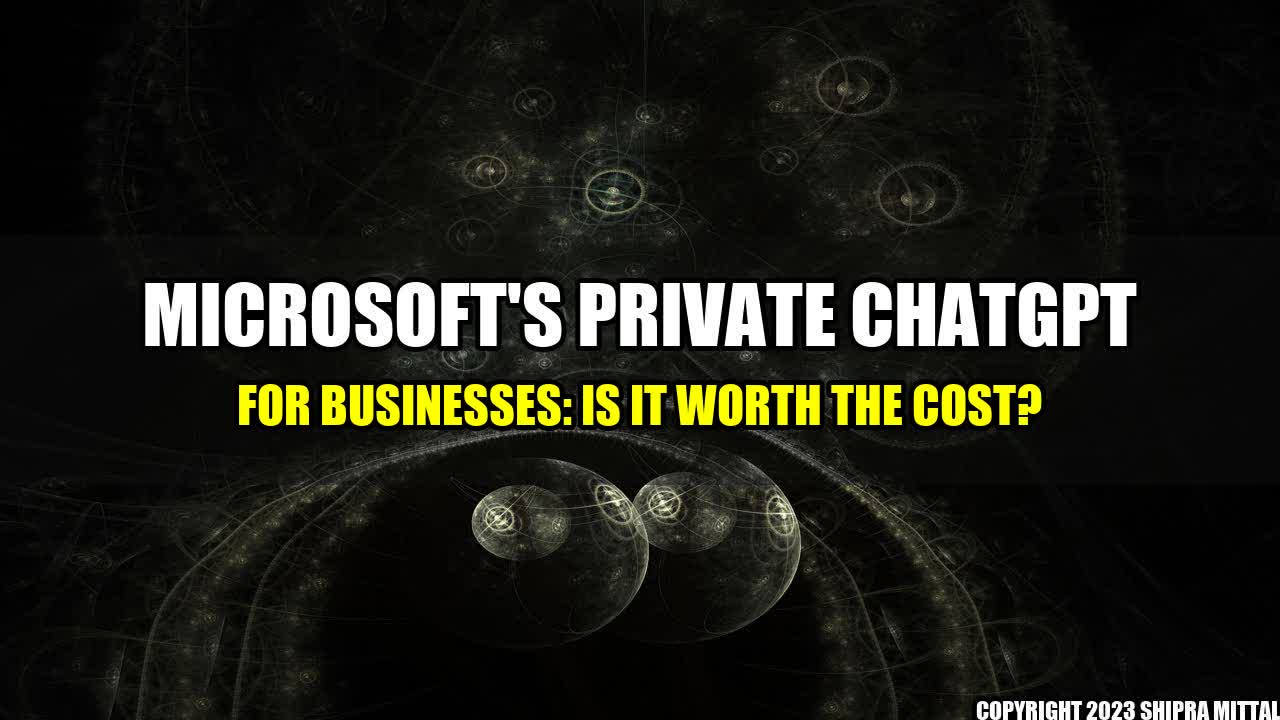 MICROSOFT'S PRIVATE CHATGPT
FOR BUSINESSES: IS IT WORTH THE COST?
COPYRIGHT 2023 SHIPRA MITTAL